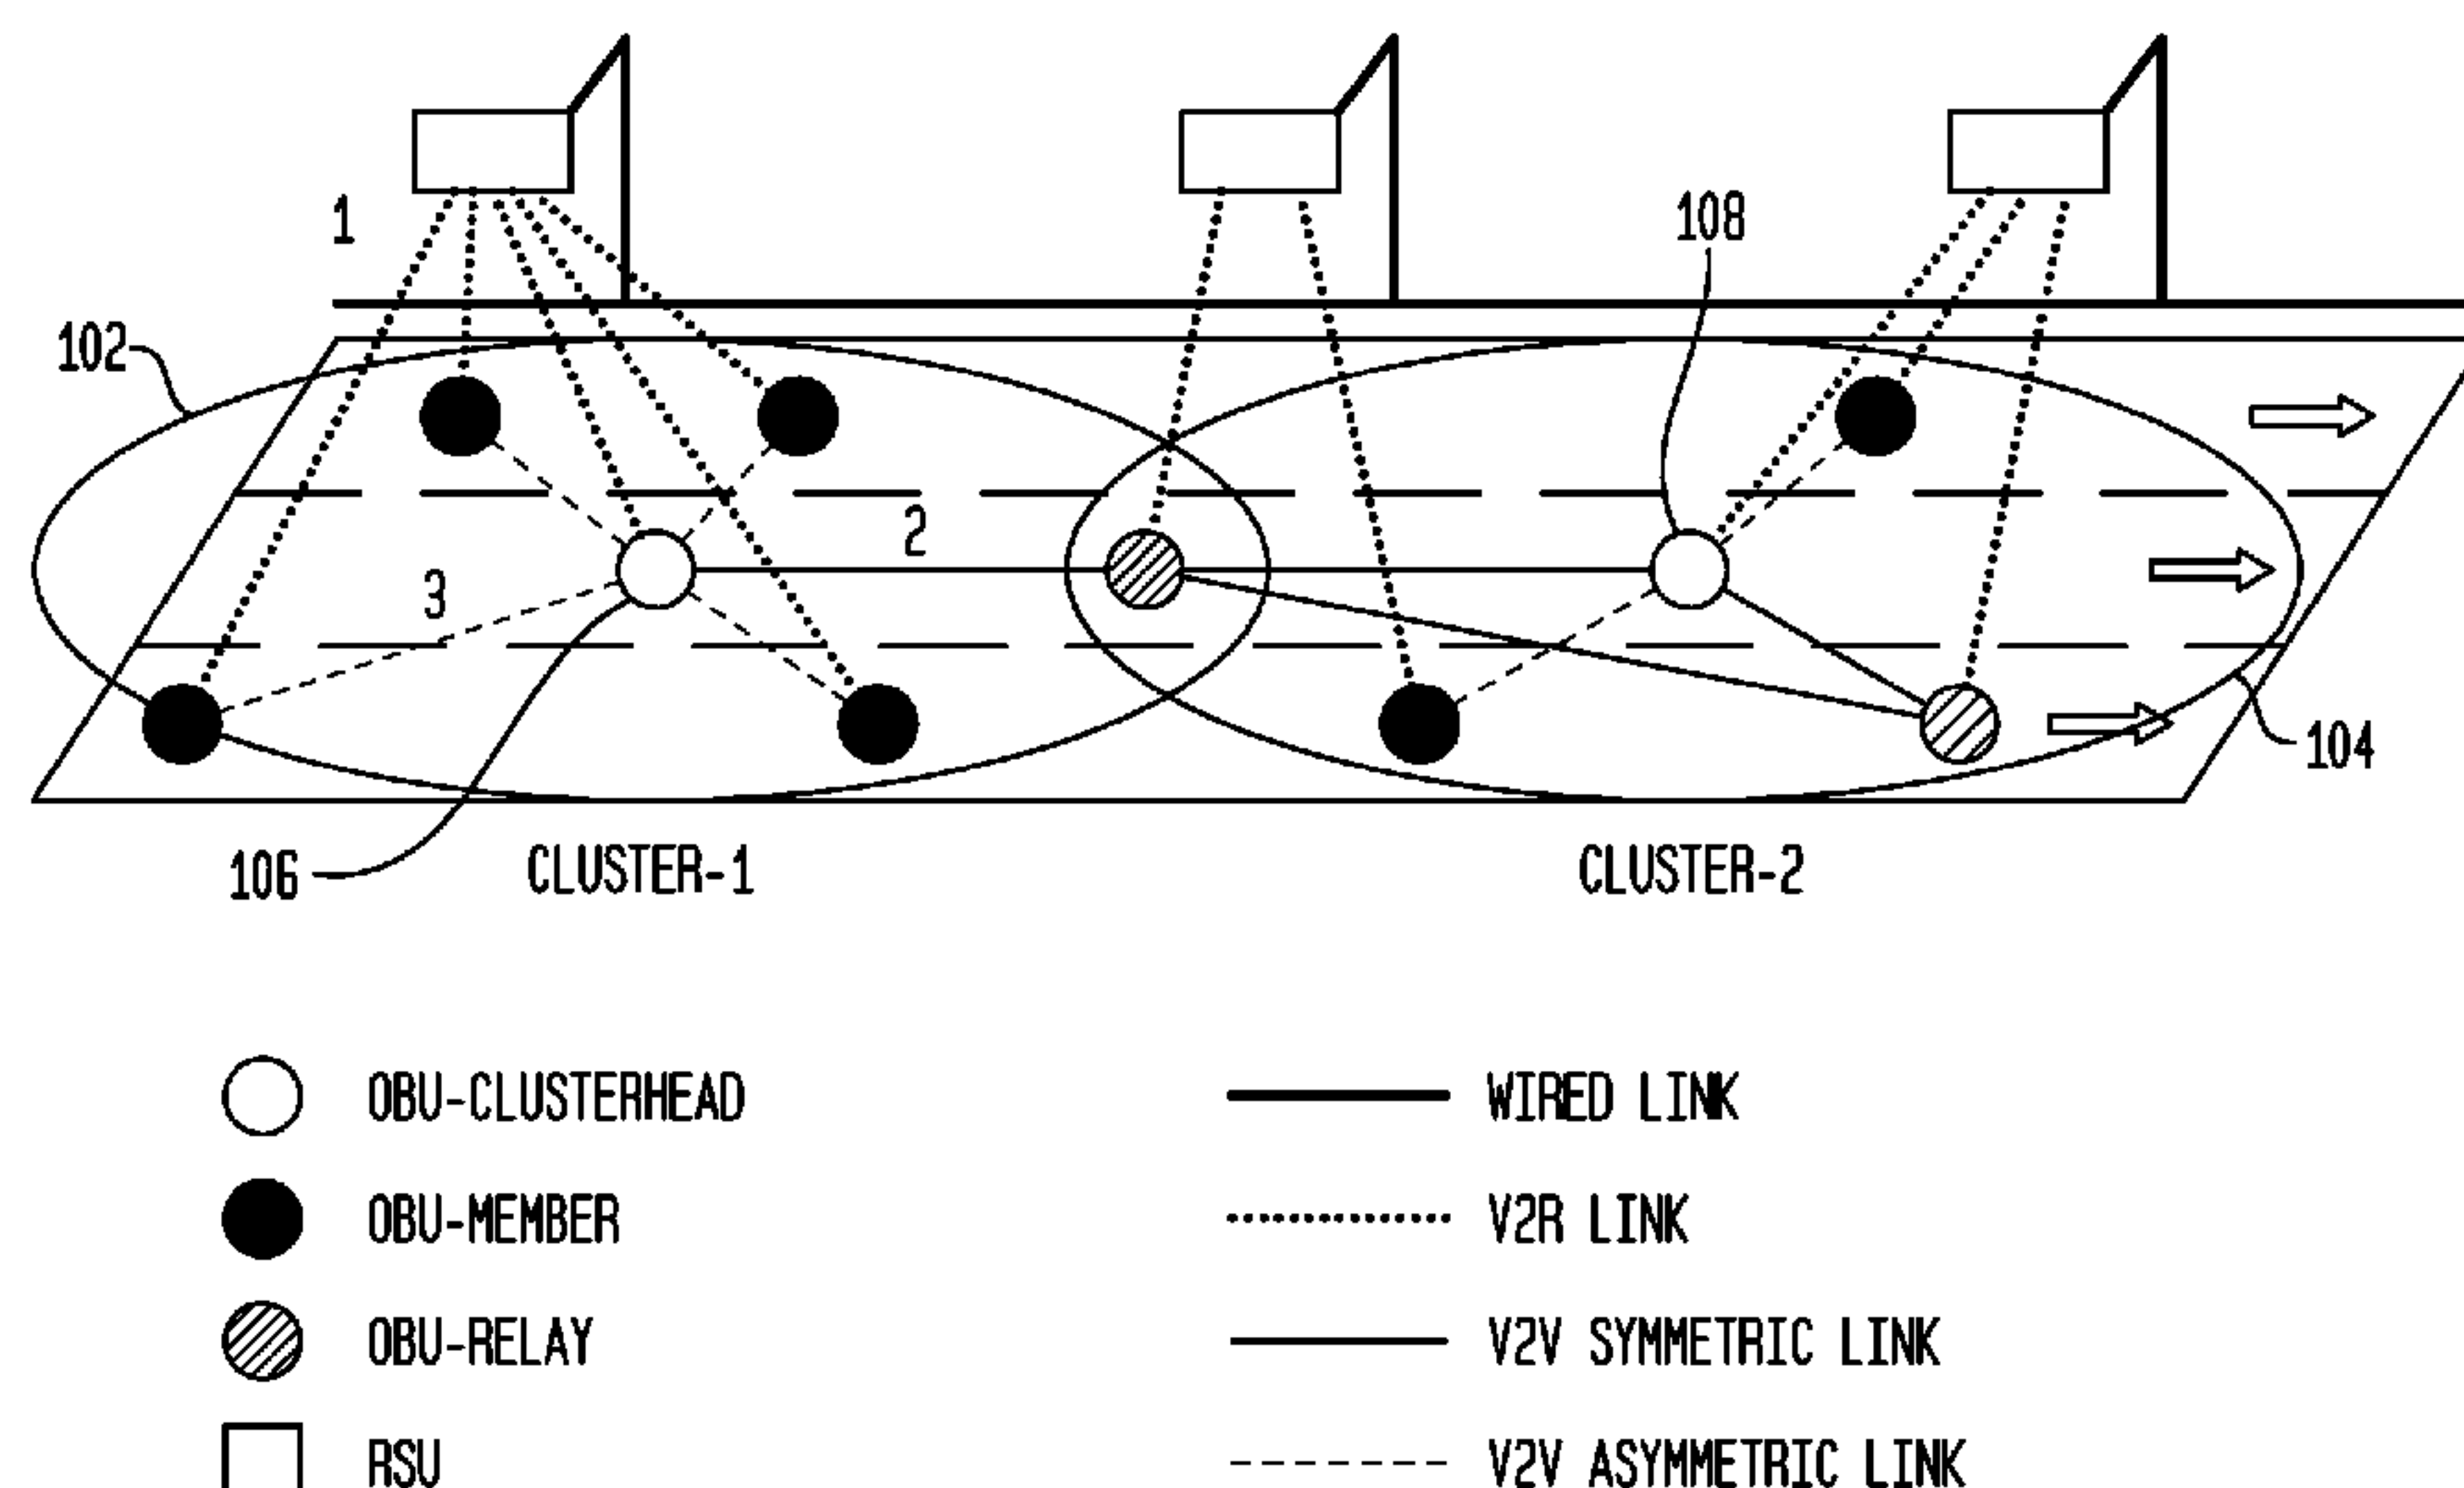 1
108
102
2
3
104
106
CLUSTER-1
CLUSTER-2
OBU-CLUSTERHEAD
WIRED LINK
OBU-MEMBER
V2R LINK
OBU-RELAY
V2V SYMMETRIC LINK
RSU
V2V ASYMMETRIC LINK